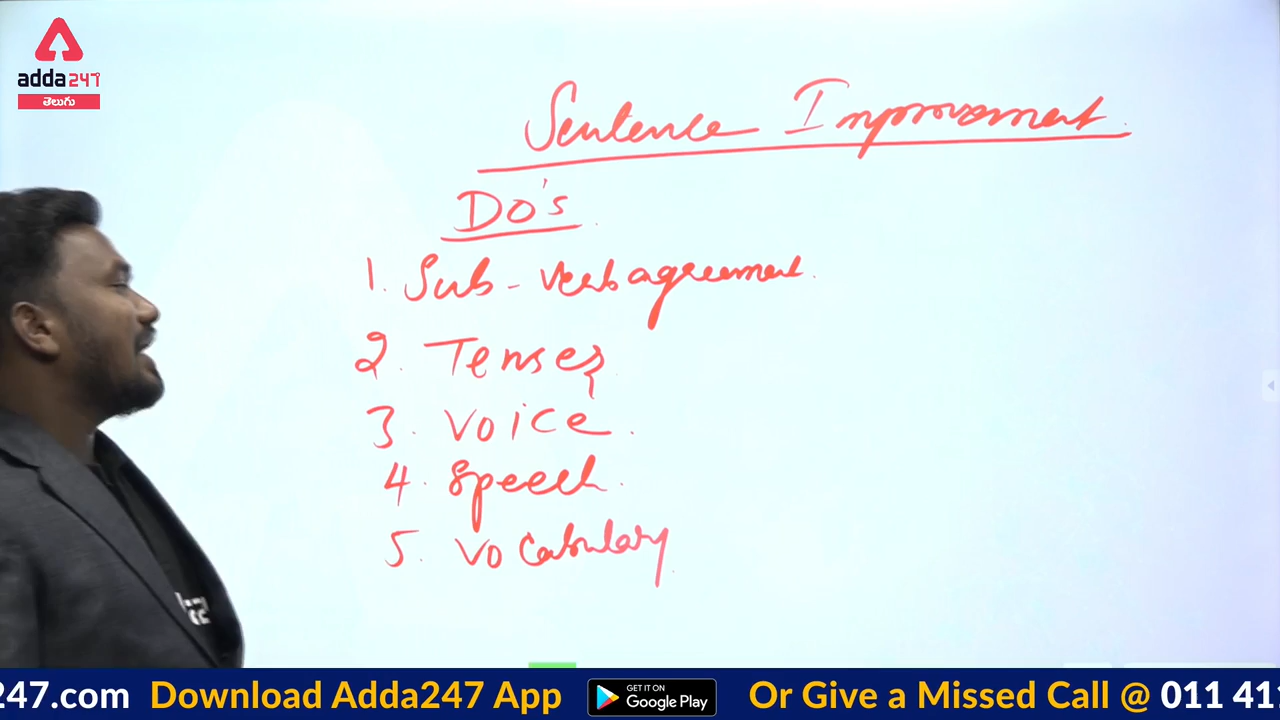 adda247
తెలుగు
Sentence Improvement.
Do's.
1. Sub-Verb agreement.
2. Tenses.
3. Voice.
4. Speech.
5. Vocabulary.
247.com Download Adda247 App GET IT ON Google Play Or Give a Missed Call @ 011 41